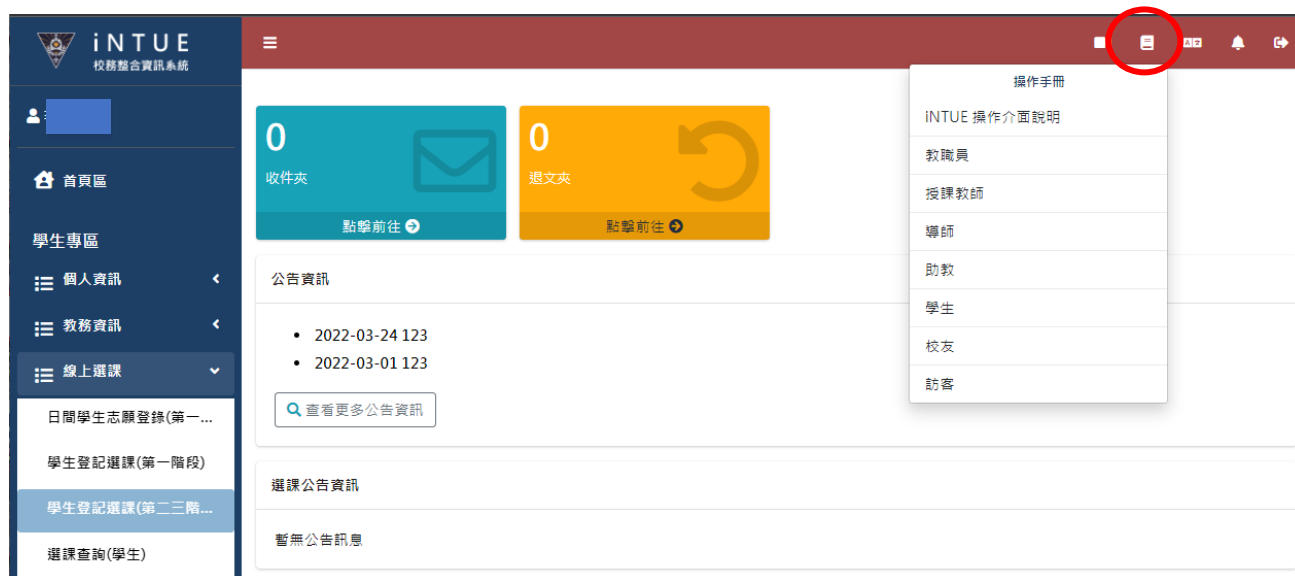 iNTUE
校務整合資訊系統
首頁區
學生專區
個人資訊
教務資訊
線上選課
日間學生志願登錄(第一...
學生登記選課(第一階段)
學生登記選課(第二三階...
選課查詢(學生)
0
收件夾
點擊前往
0
退文夾
點擊前往
公告資訊
2022-03-24 123
2022-03-01 123
查看更多公告資訊
選課公告資訊
暫無公告訊息
操作手冊
iNTUE 操作介面說明
教職員
授課教師
導師
助教
學生
校友
訪客